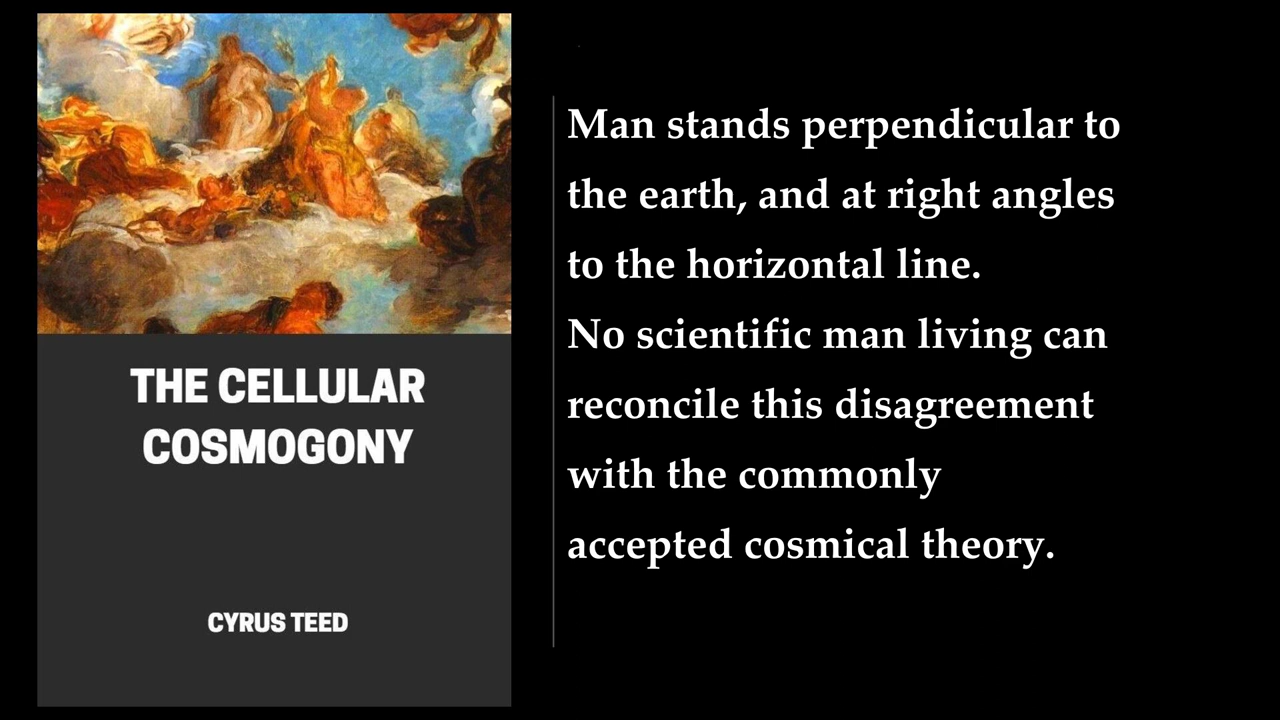 THE CELLULAR
COSMOGONY
CYRUS TEED
Man stands perpendicular to
the earth, and at right angles
to the horizontal line.
No scientific man living can
reconcile this disagreement
with the commonly
accepted cosmical theory.